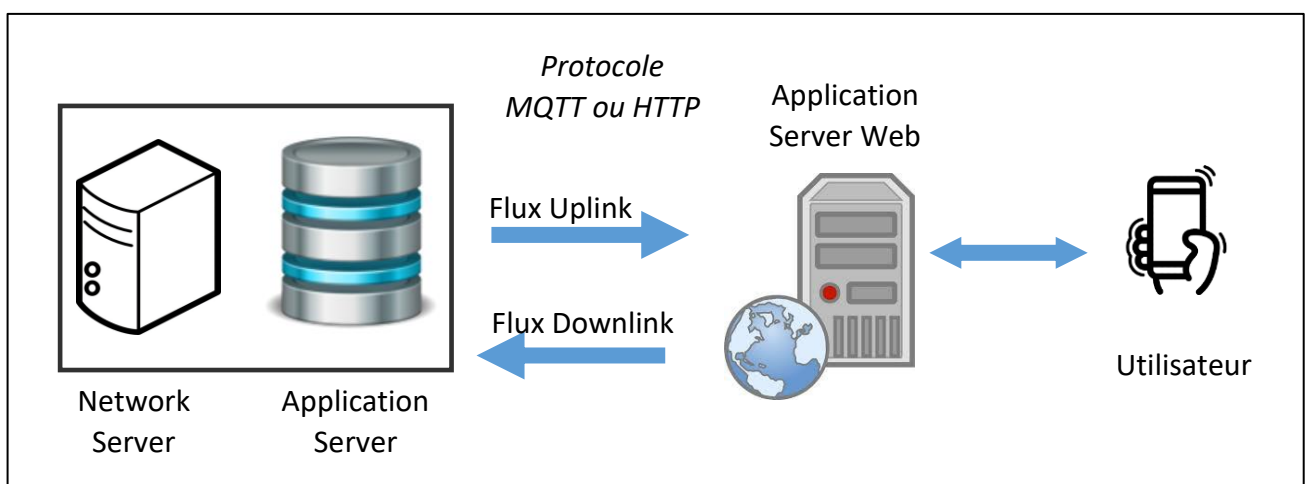 Protocole
MQTT ou HTTP
Application
Server Web
Flux Uplink
Flux Downlink
Utilisateur
Network
Server
Application
Server